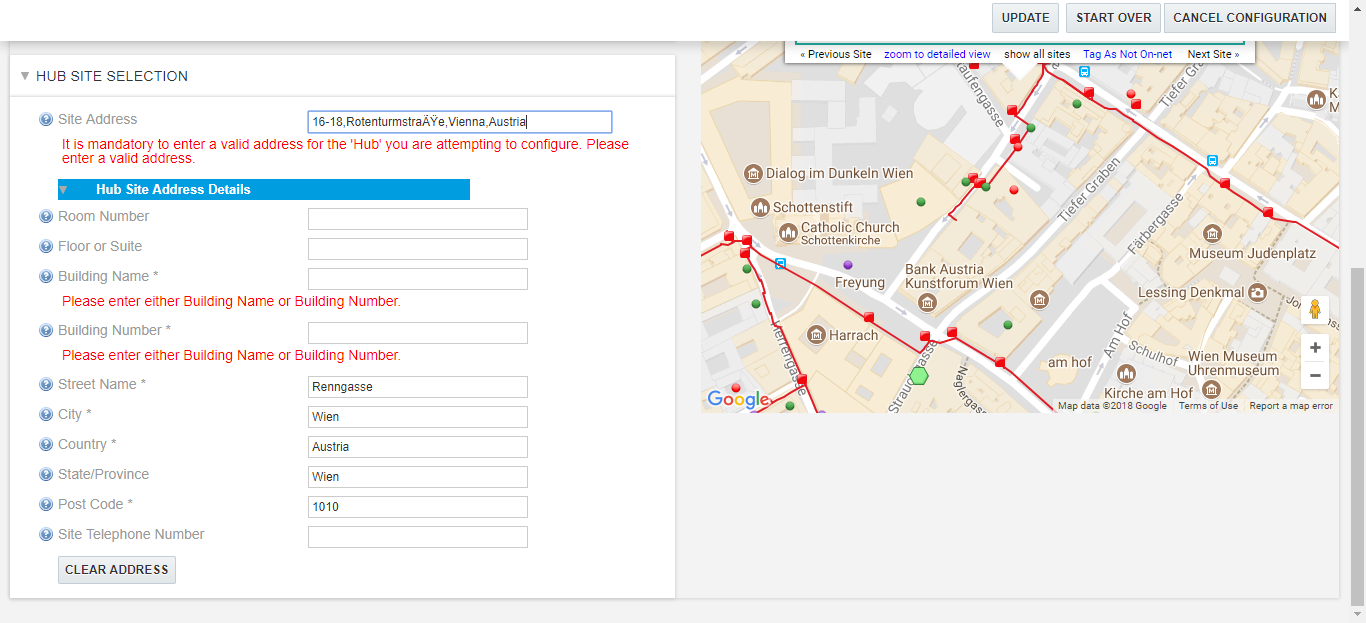 UPDATE START OVER CANCEL CONFIGURATION
HUB SITE SELECTION
Site Address 16-18,RotenturmstraÄŸe,Vienna,Austria
It is mandatory to enter a valid address for the 'Hub' you are attempting to configure. Please
enter a valid address.
Hub Site Address Details
Room Number
Floor or Suite
Building Name *
Please enter either Building Name or Building Number.
Building Number *
Please enter either Building Name or Building Number.
Street Name * Renngasse
City * Wien
Country * Austria
State/Province Wien
Post Code * 1010
Site Telephone Number
CLEAR ADDRESS
« Previous Site zoom to detailed view show all sites Tag As Not On-net Next Site »
Tiefer Gra
K
M
Dialog im Dunkeln Wien
Tiefer Graben
Schottenstift
Färbergasse
Catholic Church
Schottenkirche
Museum Judenplatz
Bank Austria
Kunstforum Wien
Freyung
Lessing Denkmal
Harrach
Herrengasse
Am Hof
Schulhof
am hof
Wien Museum
Uhrenmuseum
Strauchgasse
Naglergasse
Kirche am Hof
Google
Map data ©2018 Google Terms of Use Report a map error